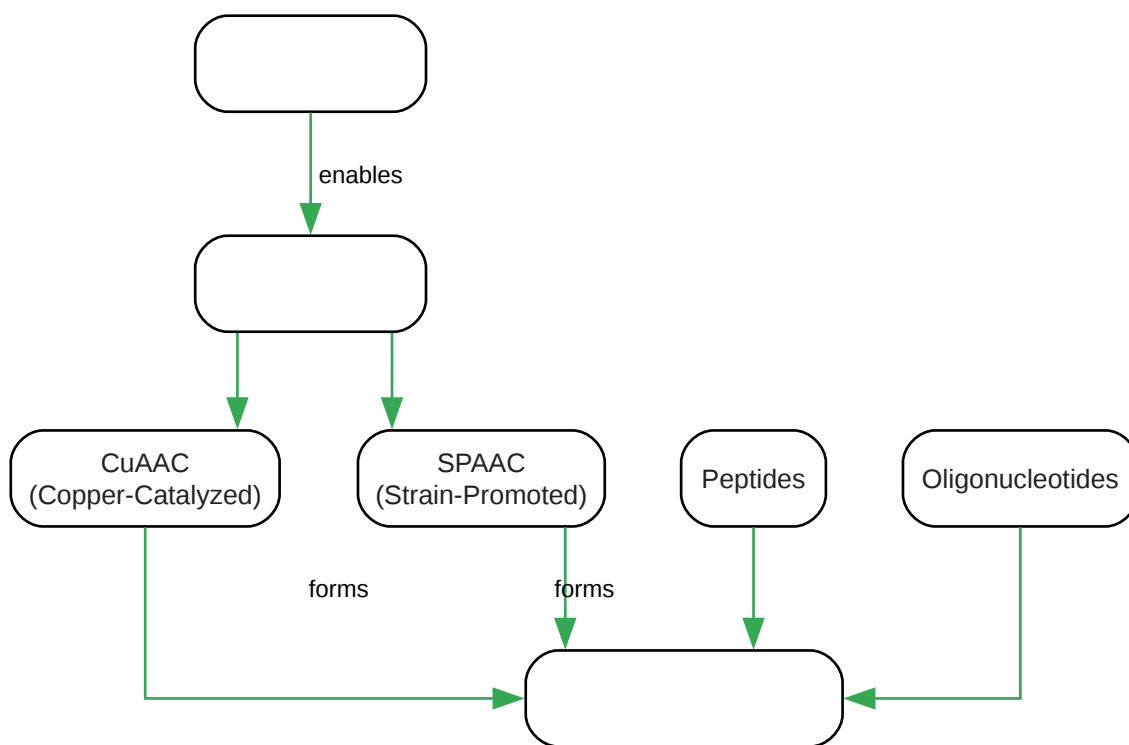 enables
CuAAC
(Copper-Catalyzed)
SPAAC
(Strain-Promoted)
Peptides
Oligonucleotides
forms
forms